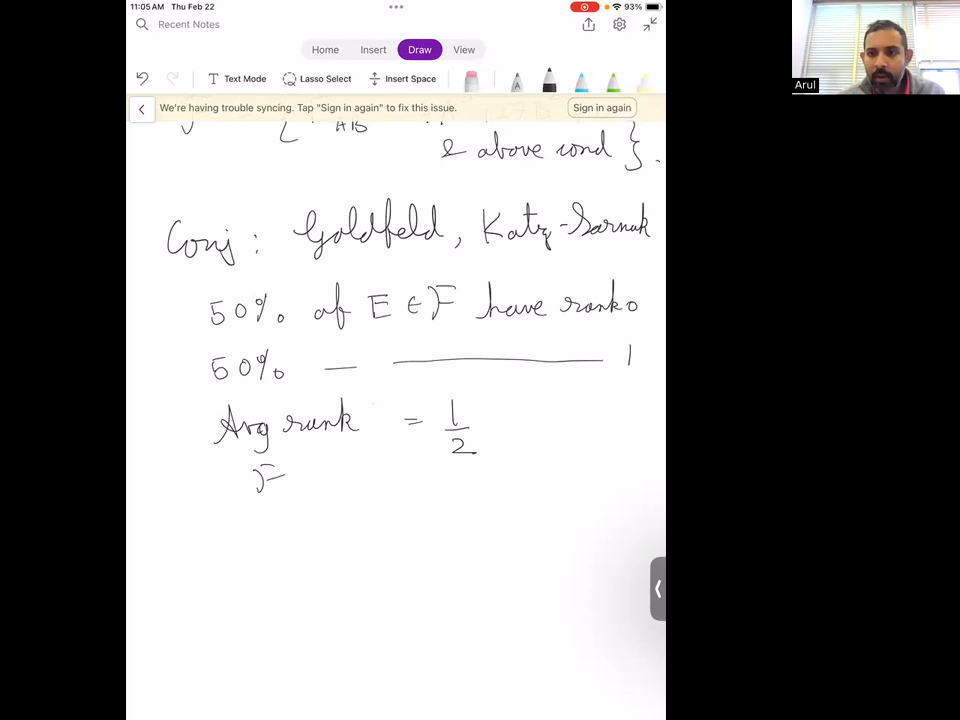 11:05 AM Thu Feb 22
93%
Recent Notes
Home Insert Draw View
Text Mode Lasso Select Insert Space
We're having trouble syncing. Tap "Sign in again" to fix this issue. Sign in again
& above cond }.
Conj : Goldfeld, Katz-Sarnak
50% of E ∈ F have rank 0
50% — ——— 1
Avg rank = 1/2
F
Arul